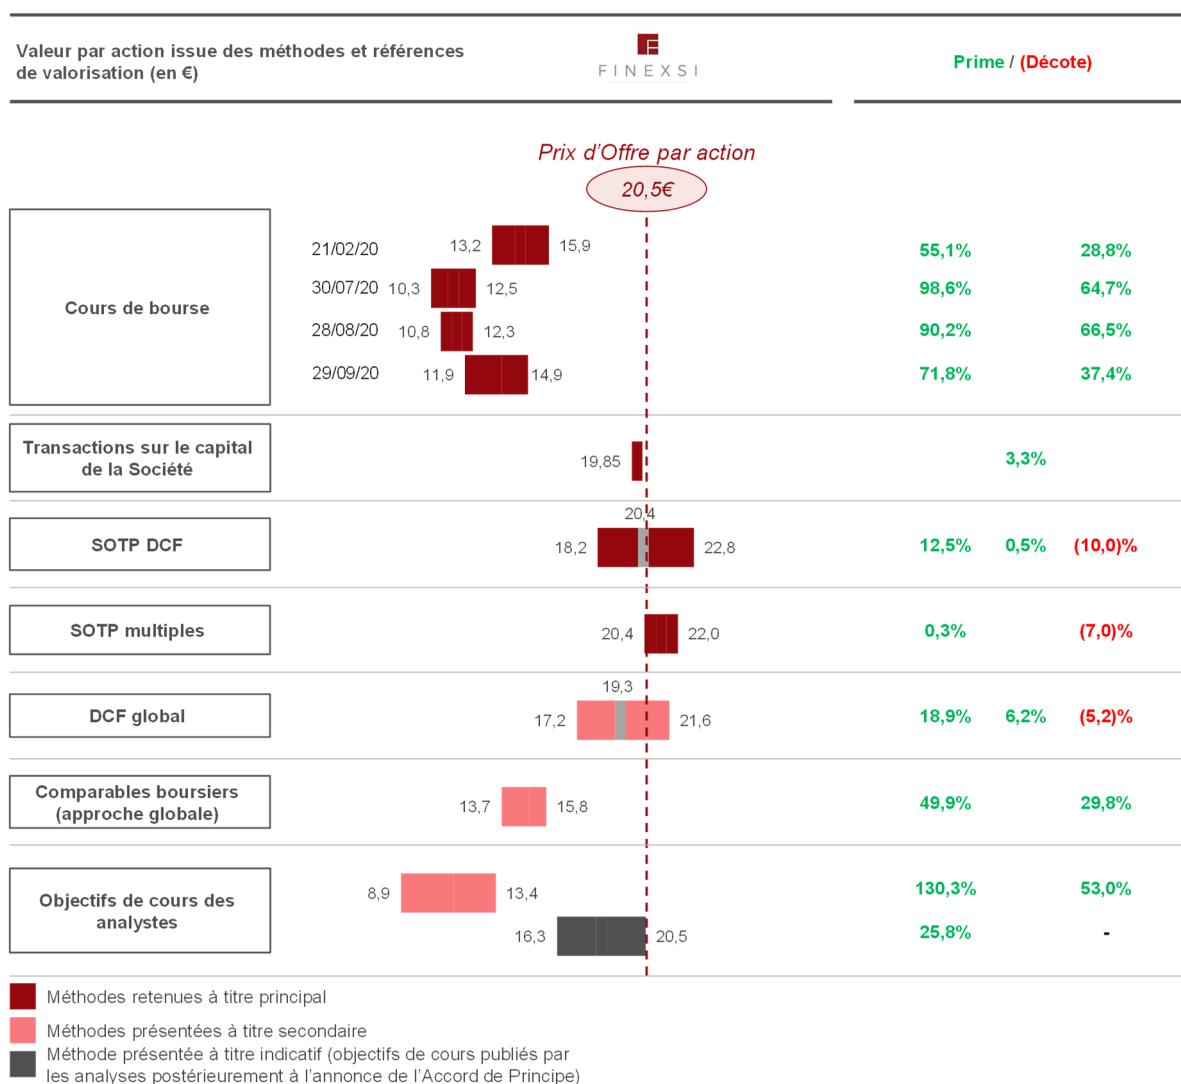 Valeur par action issue des méthodes et références
de valorisation (en €)
FINEXSI
Prime / (Décote)
Prix d'Offre par action
20,5€
Cours de bourse
21/02/20 13,2 15,9 55,1% 28,8%
30/07/20 10,3 12,5 98,6% 64,7%
28/08/20 10,8 12,3 90,2% 66,5%
29/09/20 11,9 14,9 71,8% 37,4%
Transactions sur le capital
de la Société
19,85 3,3%
SOTP DCF
20,4
18,2 22,8 12,5% 0,5% (10,0)%
SOTP multiples
20,4 22,0 0,3% (7,0)%
DCF global
19,3
17,2 21,6 18,9% 6,2% (5,2)%
Comparables boursiers
(approche globale)
13,7 15,8 49,9% 29,8%
Objectifs de cours des
analystes
8,9 13,4 130,3% 53,0%
16,3 20,5 25,8% -
Méthodes retenues à titre principal
Méthodes présentées à titre secondaire
Méthode présentée à titre indicatif (objectifs de cours publiés par
les analyses postérieurement à l'annonce de l'Accord de Principe)